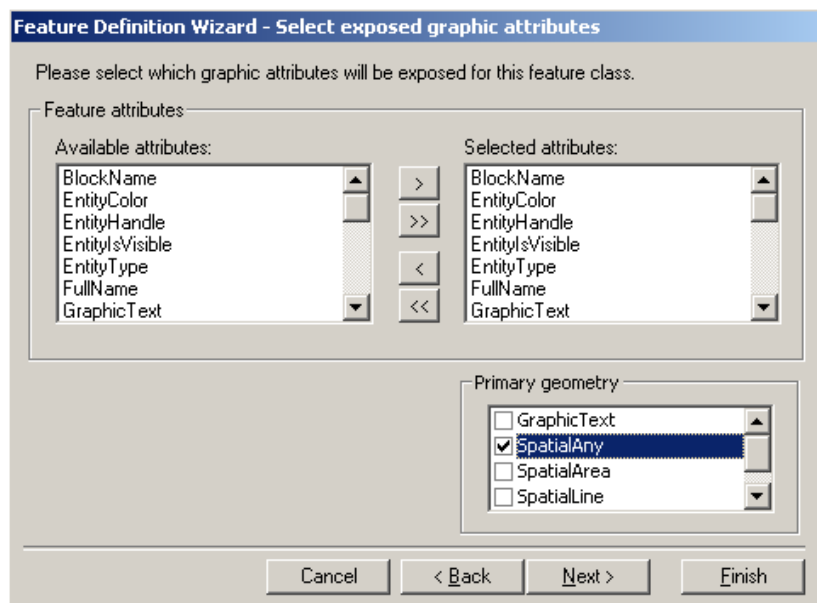 Feature Definition Wizard - Select exposed graphic attributes
Please select which graphic attributes will be exposed for this feature class.
Feature attributes
Available attributes:
BlockName
EntityColor
EntityHandle
EntityIsVisible
EntityType
FullName
GraphicText
>
>>
<
<<
Selected attributes:
BlockName
EntityColor
EntityHandle
EntityIsVisible
EntityType
FullName
GraphicText
Primary geometry
GraphicText
SpatialAny
SpatialArea
SpatialLine
Cancel
< Back
Next >
Finish